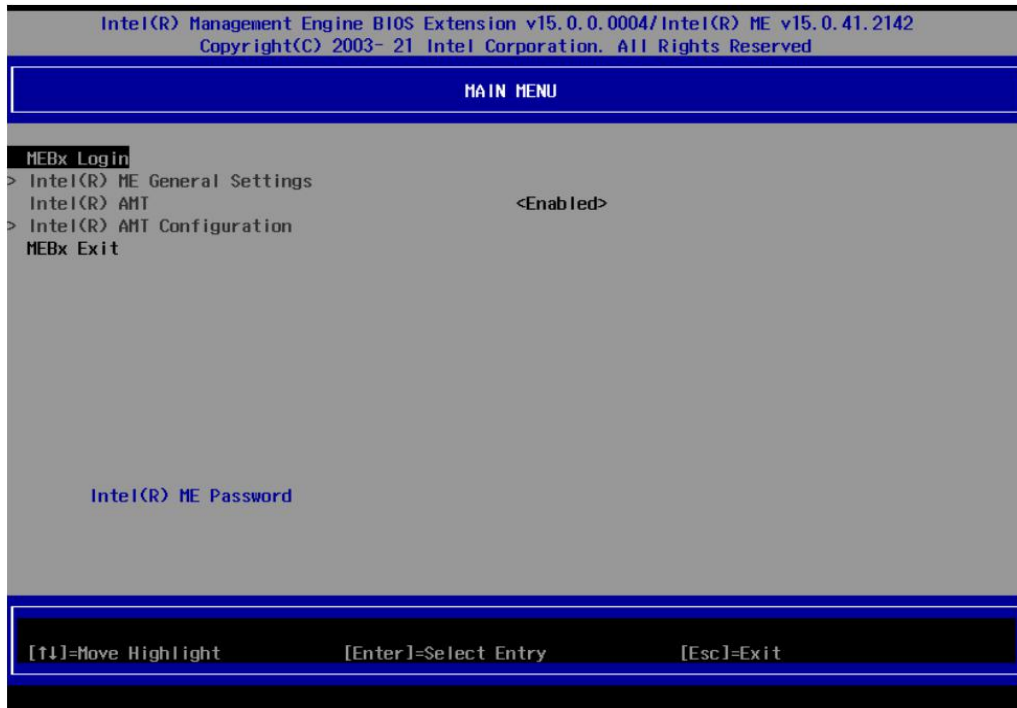 Intel(R) Management Engine BIOS Extension v15.0.0.0004/Intel(R) ME v15.0.41.2142
Copyright(C) 2003- 21 Intel Corporation. All Rights Reserved
MAIN MENU
MEBx Login
> Intel(R) ME General Settings
Intel(R) AMT <Enabled>
> Intel(R) AMT Configuration
MEBx Exit
Intel(R) ME Password
[↑↓]=Move Highlight [Enter]=Select Entry [Esc]=Exit